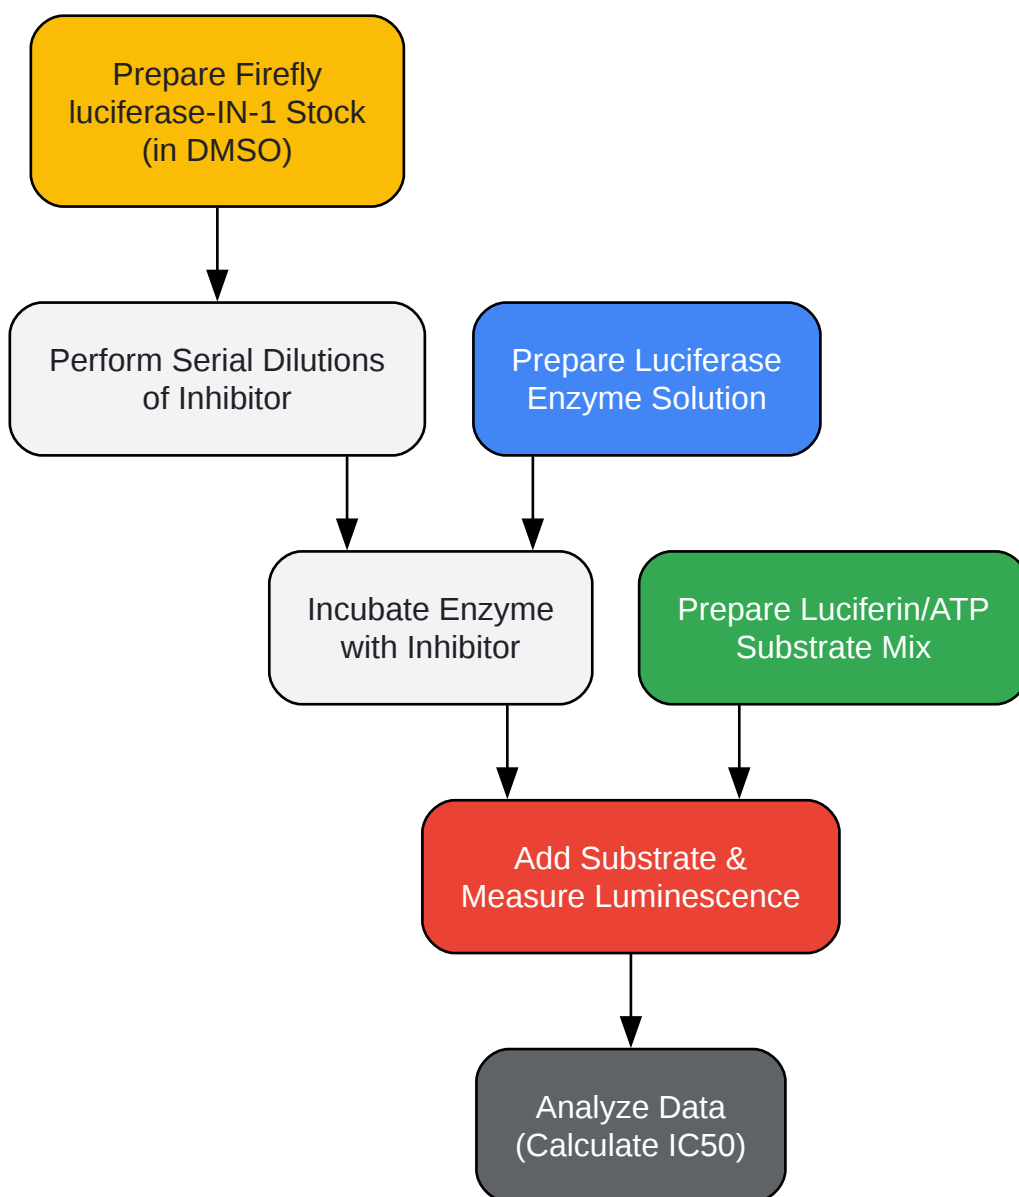 Prepare Firefly
luciferase-IN-1 Stock
(in DMSO)
Perform Serial Dilutions
of Inhibitor
Prepare Luciferase
Enzyme Solution
Incubate Enzyme
with Inhibitor
Prepare Luciferin/ATP
Substrate Mix
Add Substrate &
Measure Luminescence
Analyze Data
(Calculate IC50)